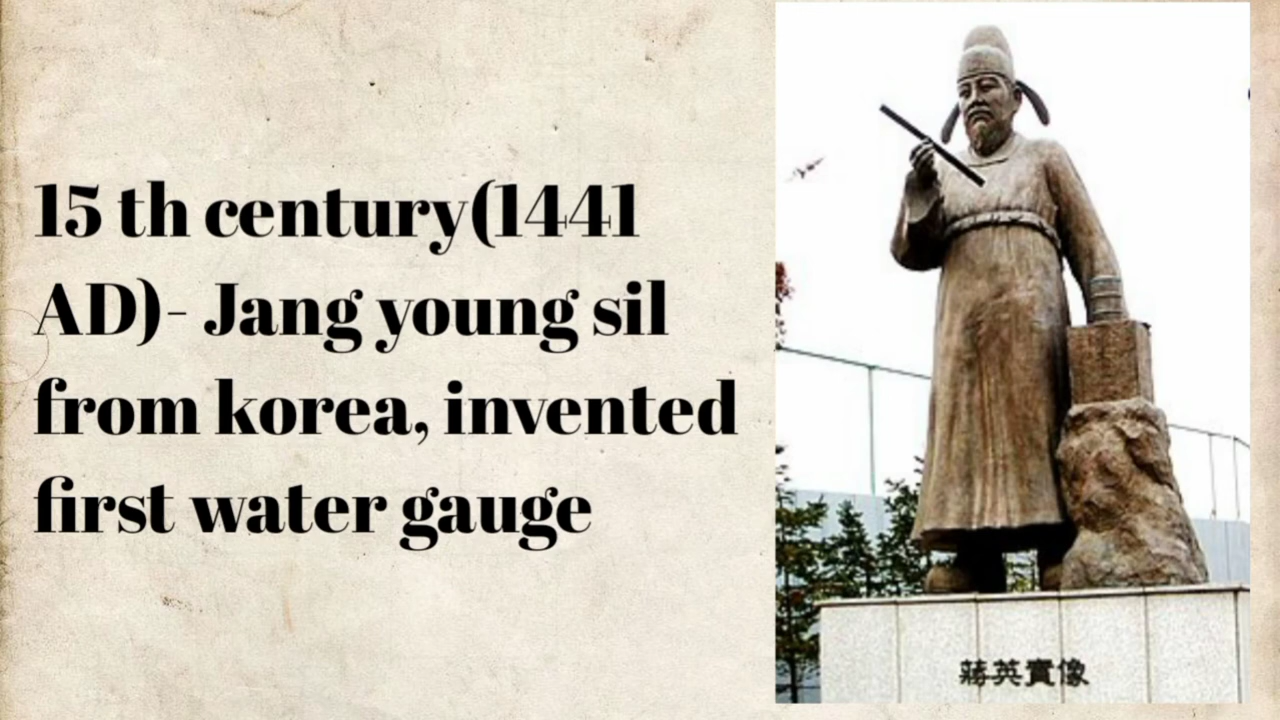 15 th century(1441
AD)- Jang young sil
from korea, invented
first water gauge
蔣英實像